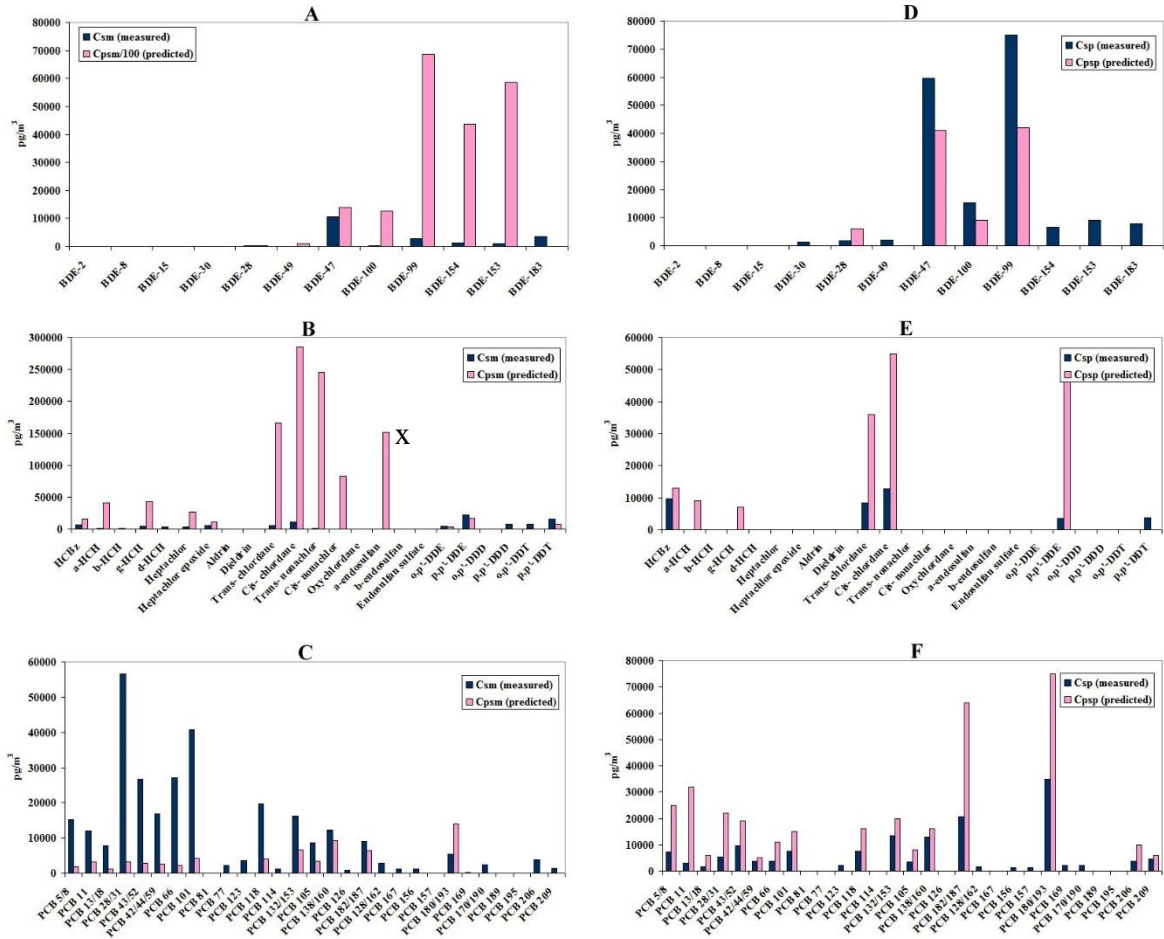 A
80000
70000
60000
50000
40000
30000
20000
10000
0
pg/m³
Csm (measured)
Cpsm/100 (predicted)
BDE-2
BDE-8
BDE-15
BDE-30
BDE-28
BDE-49
BDE-47
BDE-100
BDE-99
BDE-154
BDE-153
BDE-183
D
80000
70000
60000
50000
40000
30000
20000
10000
0
pg/m³
Csp (measured)
Cpsp (predicted)
BDE-2
BDE-8
BDE-15
BDE-30
BDE-28
BDE-49
BDE-47
BDE-100
BDE-99
BDE-154
BDE-153
BDE-183
B
300000
250000
200000
150000
100000
50000
0
pg/m³
Csm (measured)
Cpsm (predicted)
X
HCBz
a-HCH
b-HCH
g-HCH
d-HCH
Heptachlor
Heptachlor epoxide
Aldrin
Dieldrin
Trans- chlordane
Cis- chlordane
Trans- nonachlor
Cis- nonachlor
Oxychlordane
a-endosulfan
b-endosulfan
Endosulfan sulfate
o,p'-DDE
p,p'-DDE
o,p'-DDD
p,p'-DDD
o,p'-DDT
p,p'-DDT
E
60000
50000
40000
30000
20000
10000
0
pg/m³
Csp (measured)
Cpsp (predicted)
HCBz
a-HCH
b-HCH
g-HCH
d-HCH
Heptachlor
Heptachlor epoxide
Aldrin
Dieldrin
Trans- chlordane
Cis- chlordane
Trans- nonachlor
Cis- nonachlor
Oxychlordane
a-endosulfan
b-endosulfan
Endosulfan sulfate
o,p'-DDE
p,p'-DDE
o,p'-DDD
p,p'-DDD
o,p'-DDT
p,p'-DDT
C
60000
50000
40000
30000
20000
10000
0
pg/m³
Csm (measured)
Cpsm (predicted)
PCB 5/8
PCB 11
PCB 13/18
PCB 28/31
PCB 43/52
PCB 42/44/59
PCB 66
PCB 101
PCB 81
PCB 77
PCB 123
PCB 118
PCB 114
PCB 132/153
PCB 105
PCB 138/160
PCB 126
PCB 182/187
PCB 128/162
PCB 167
PCB 156
PCB 157
PCB 180/193
PCB 169
PCB 170/190
PCB 189
PCB 195
PCB 206
PCB 209
F
80000
70000
60000
50000
40000
30000
20000
10000
0
pg/m³
Csp (measured)
Cpsp (predicted)
PCB 5/8
PCB 11
PCB 13/18
PCB 28/31
PCB 43/52
PCB 42/44/59
PCB 66
PCB 101
PCB 81
PCB 77
PCB 123
PCB 118
PCB 114
PCB 132/153
PCB 105
PCB 138/160
PCB 126
PCB 182/187
PCB 128/162
PCB 167
PCB 156
PCB 157
PCB 180/193
PCB 169
PCB 170/190
PCB 189
PCB 195
PCB 206
PCB 209